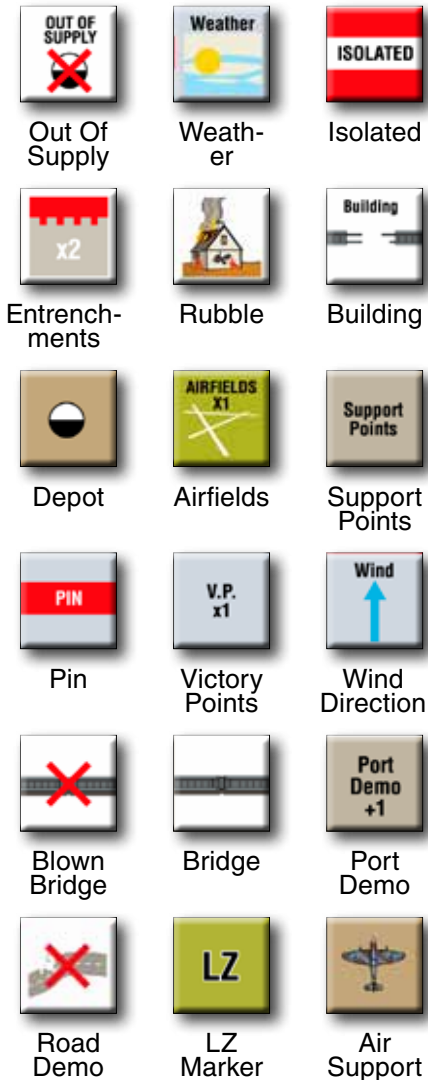 OUT OF
SUPPLY
Weather
ISOLATED
Out Of
Supply
Weath-
er
Isolated
x2
Building
Entrench-
ments
Rubble
Building
AIRFIELDS
X1
Support
Points
Depot
Airfields
Support
Points
PIN
V.P.
x1
Wind
Pin
Victory
Points
Wind
Direction
Port
Demo
+1
Blown
Bridge
Bridge
Port
Demo
LZ
Road
Demo
LZ
Marker
Air
Support